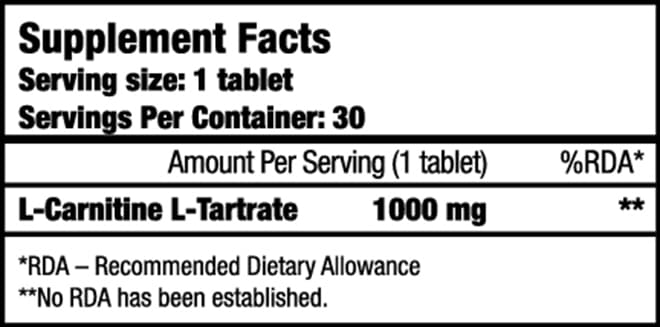 Supplement Facts
Serving size: 1 tablet
Servings Per Container: 30
Amount Per Serving (1 tablet) %RDA*
L-Carnitine L-Tartrate 1000 mg **
*RDA – Recommended Dietary Allowance
**No RDA has been established.